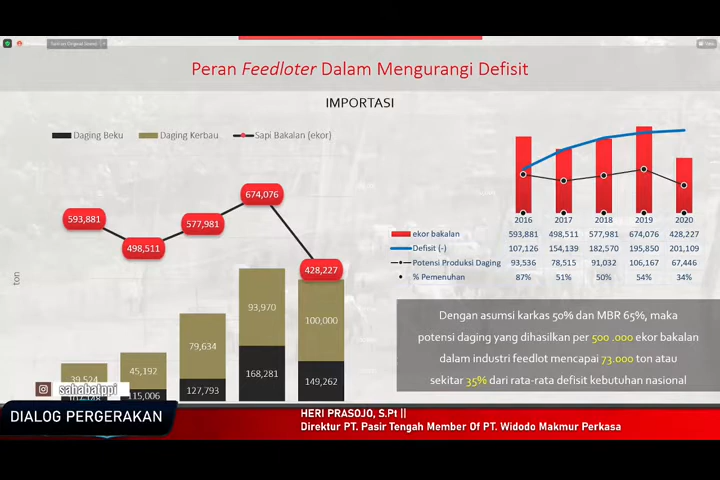 Peran Feedloter Dalam Mengurangi Defisit
IMPORTASI
Daging Beku Daging Kerbau Sapi Bakalan (ekor)
593,881
498,511
577,981
674,076
428,227
ton
39,524
45,192
79,634
93,970
100,000
115,006
127,793
168,281
149,262
2016 2017 2018 2019 2020
ekor bakalan 593,881 498,511 577,981 674,076 428,227
Defisit (-) 107,126 154,139 182,570 195,850 201,109
Potensi Produksi Daging 93,536 78,515 91,032 106,167 67,446
% Pemenuhan 87% 51% 50% 54% 34%
Dengan asumsi karkas 50% dan MBR 65%, maka
potensi daging yang dihasilkan per 500 .000 ekor bakalan
dalam industri feedlot mencapai 73.000 ton atau
sekitar 35% dari rata-rata defisit kebutuhan nasional
sahabatppi
DIALOG PERGERAKAN
HERI PRASOJO, S.Pt ||
Direktur PT. Pasir Tengah Member Of PT. Widodo Makmur Perkasa